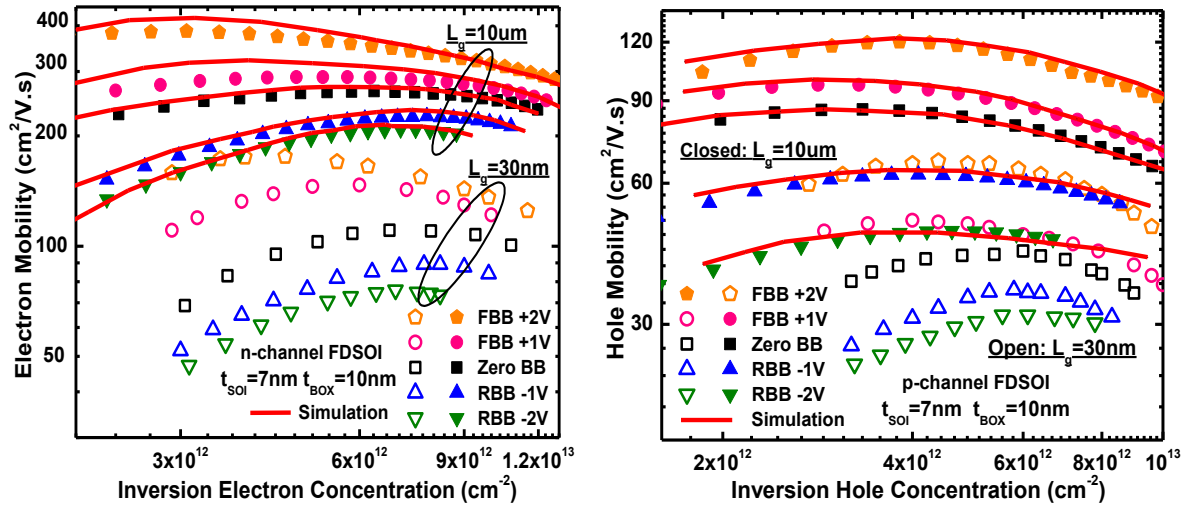 400
300
200
100
50
Electron Mobility (cm²/V.s)
L_g=10um
L_g=30nm
FBB +2V
FBB +1V
Zero BB
RBB -1V
RBB -2V
n-channel FDSOI
t_SOI=7nm t_BOX=10nm
Simulation
3x10¹²
6x10¹²
9x10¹²
1.2x10¹³
Inversion Electron Concentration (cm⁻²)
120
90
60
30
Hole Mobility (cm²/V.s)
Closed: L_g=10um
FBB +2V
FBB +1V
Zero BB
RBB -1V
RBB -2V
Simulation
Open: L_g=30nm
p-channel FDSOI
t_SOI=7nm t_BOX=10nm
2x10¹²
4x10¹²
6x10¹²
8x10¹²
10¹³
Inversion Hole Concentration (cm⁻²)